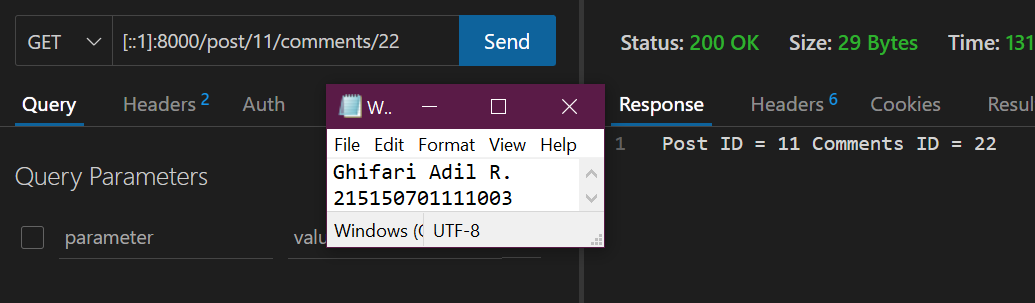 GET [::1]:8000/post/11/comments/22 Send
Query Headers 2 Auth
Query Parameters
parameter
W..
File Edit Format View Help
Ghifari Adil R.
215150701111003
Windows UTF-8
Status: 200 OK Size: 29 Bytes Time: 131
Response Headers 6 Cookies
1 Post ID = 11 Comments ID = 22